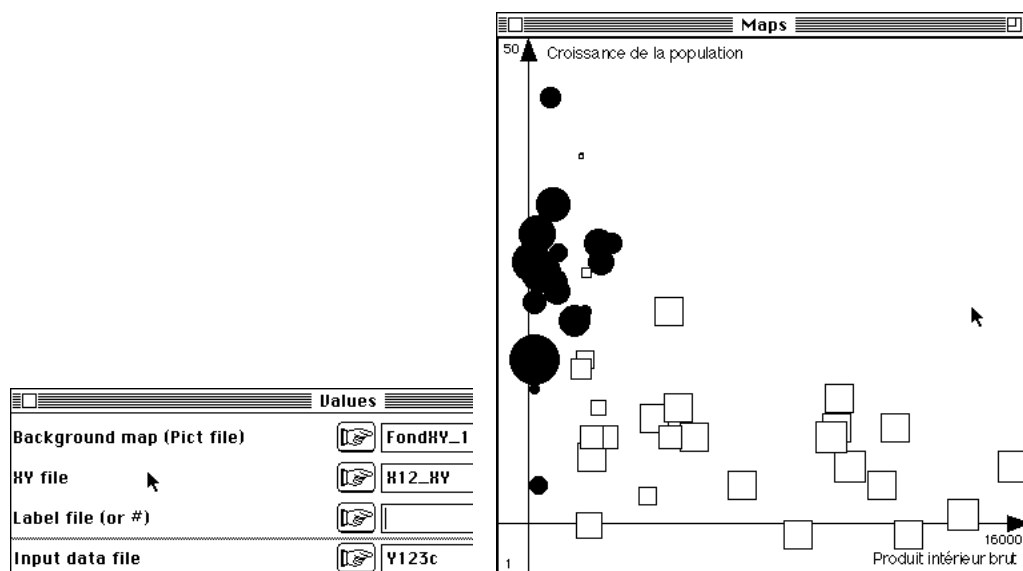 Values
Background map (Pict file)
FondXY_1
XY file
X12_XY
Label file (or #)
Input data file
Y123c
Maps
50
Croissance de la population
16000
Produit intérieur brut
1